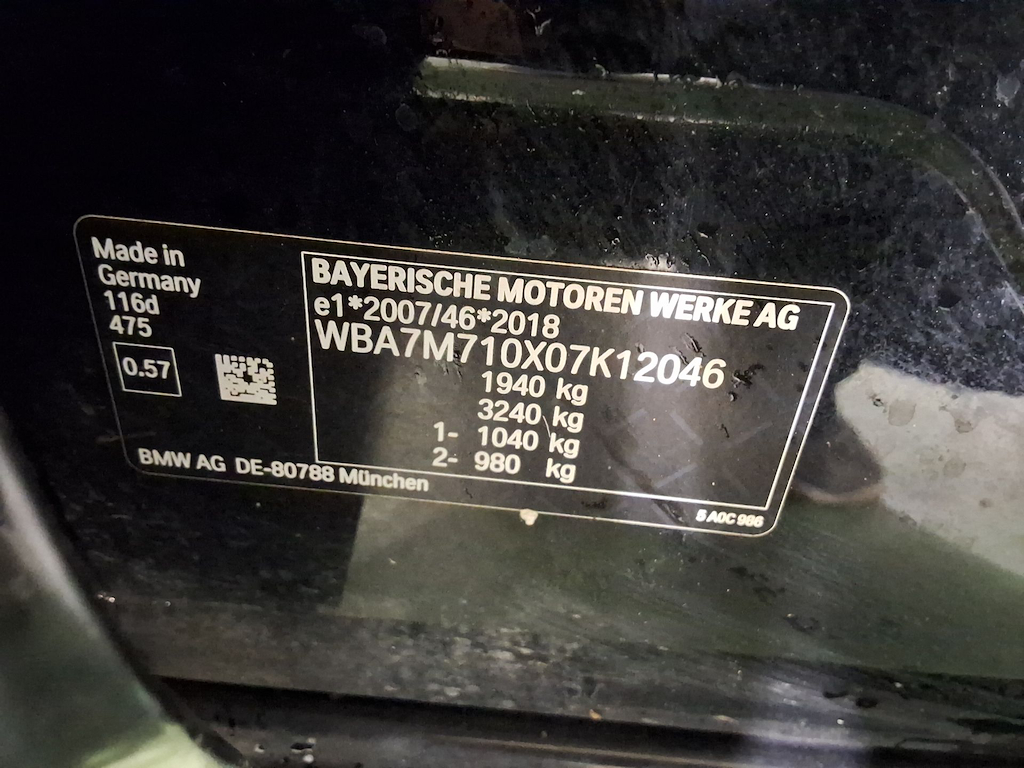 Made in
Germany
116d
475
0.57
BMW AG DE-80788 München
BAYERISCHE MOTOREN WERKE AG
e1*2007/46*2018
WBA7M710X07K12046
1940 kg
3240 kg
1- 1040 kg
2- 980 kg
5 A0C 986